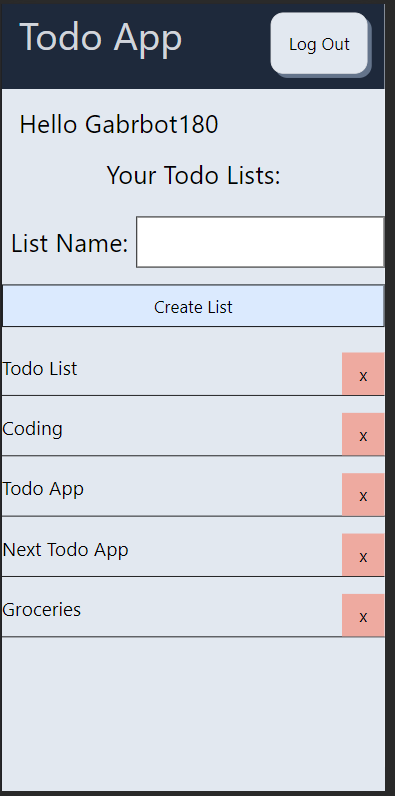 Todo App
Log Out
Hello Gabrbot180
Your Todo Lists:
List Name:
Create List
Todo List x
Coding x
Todo App x
Next Todo App x
Groceries x